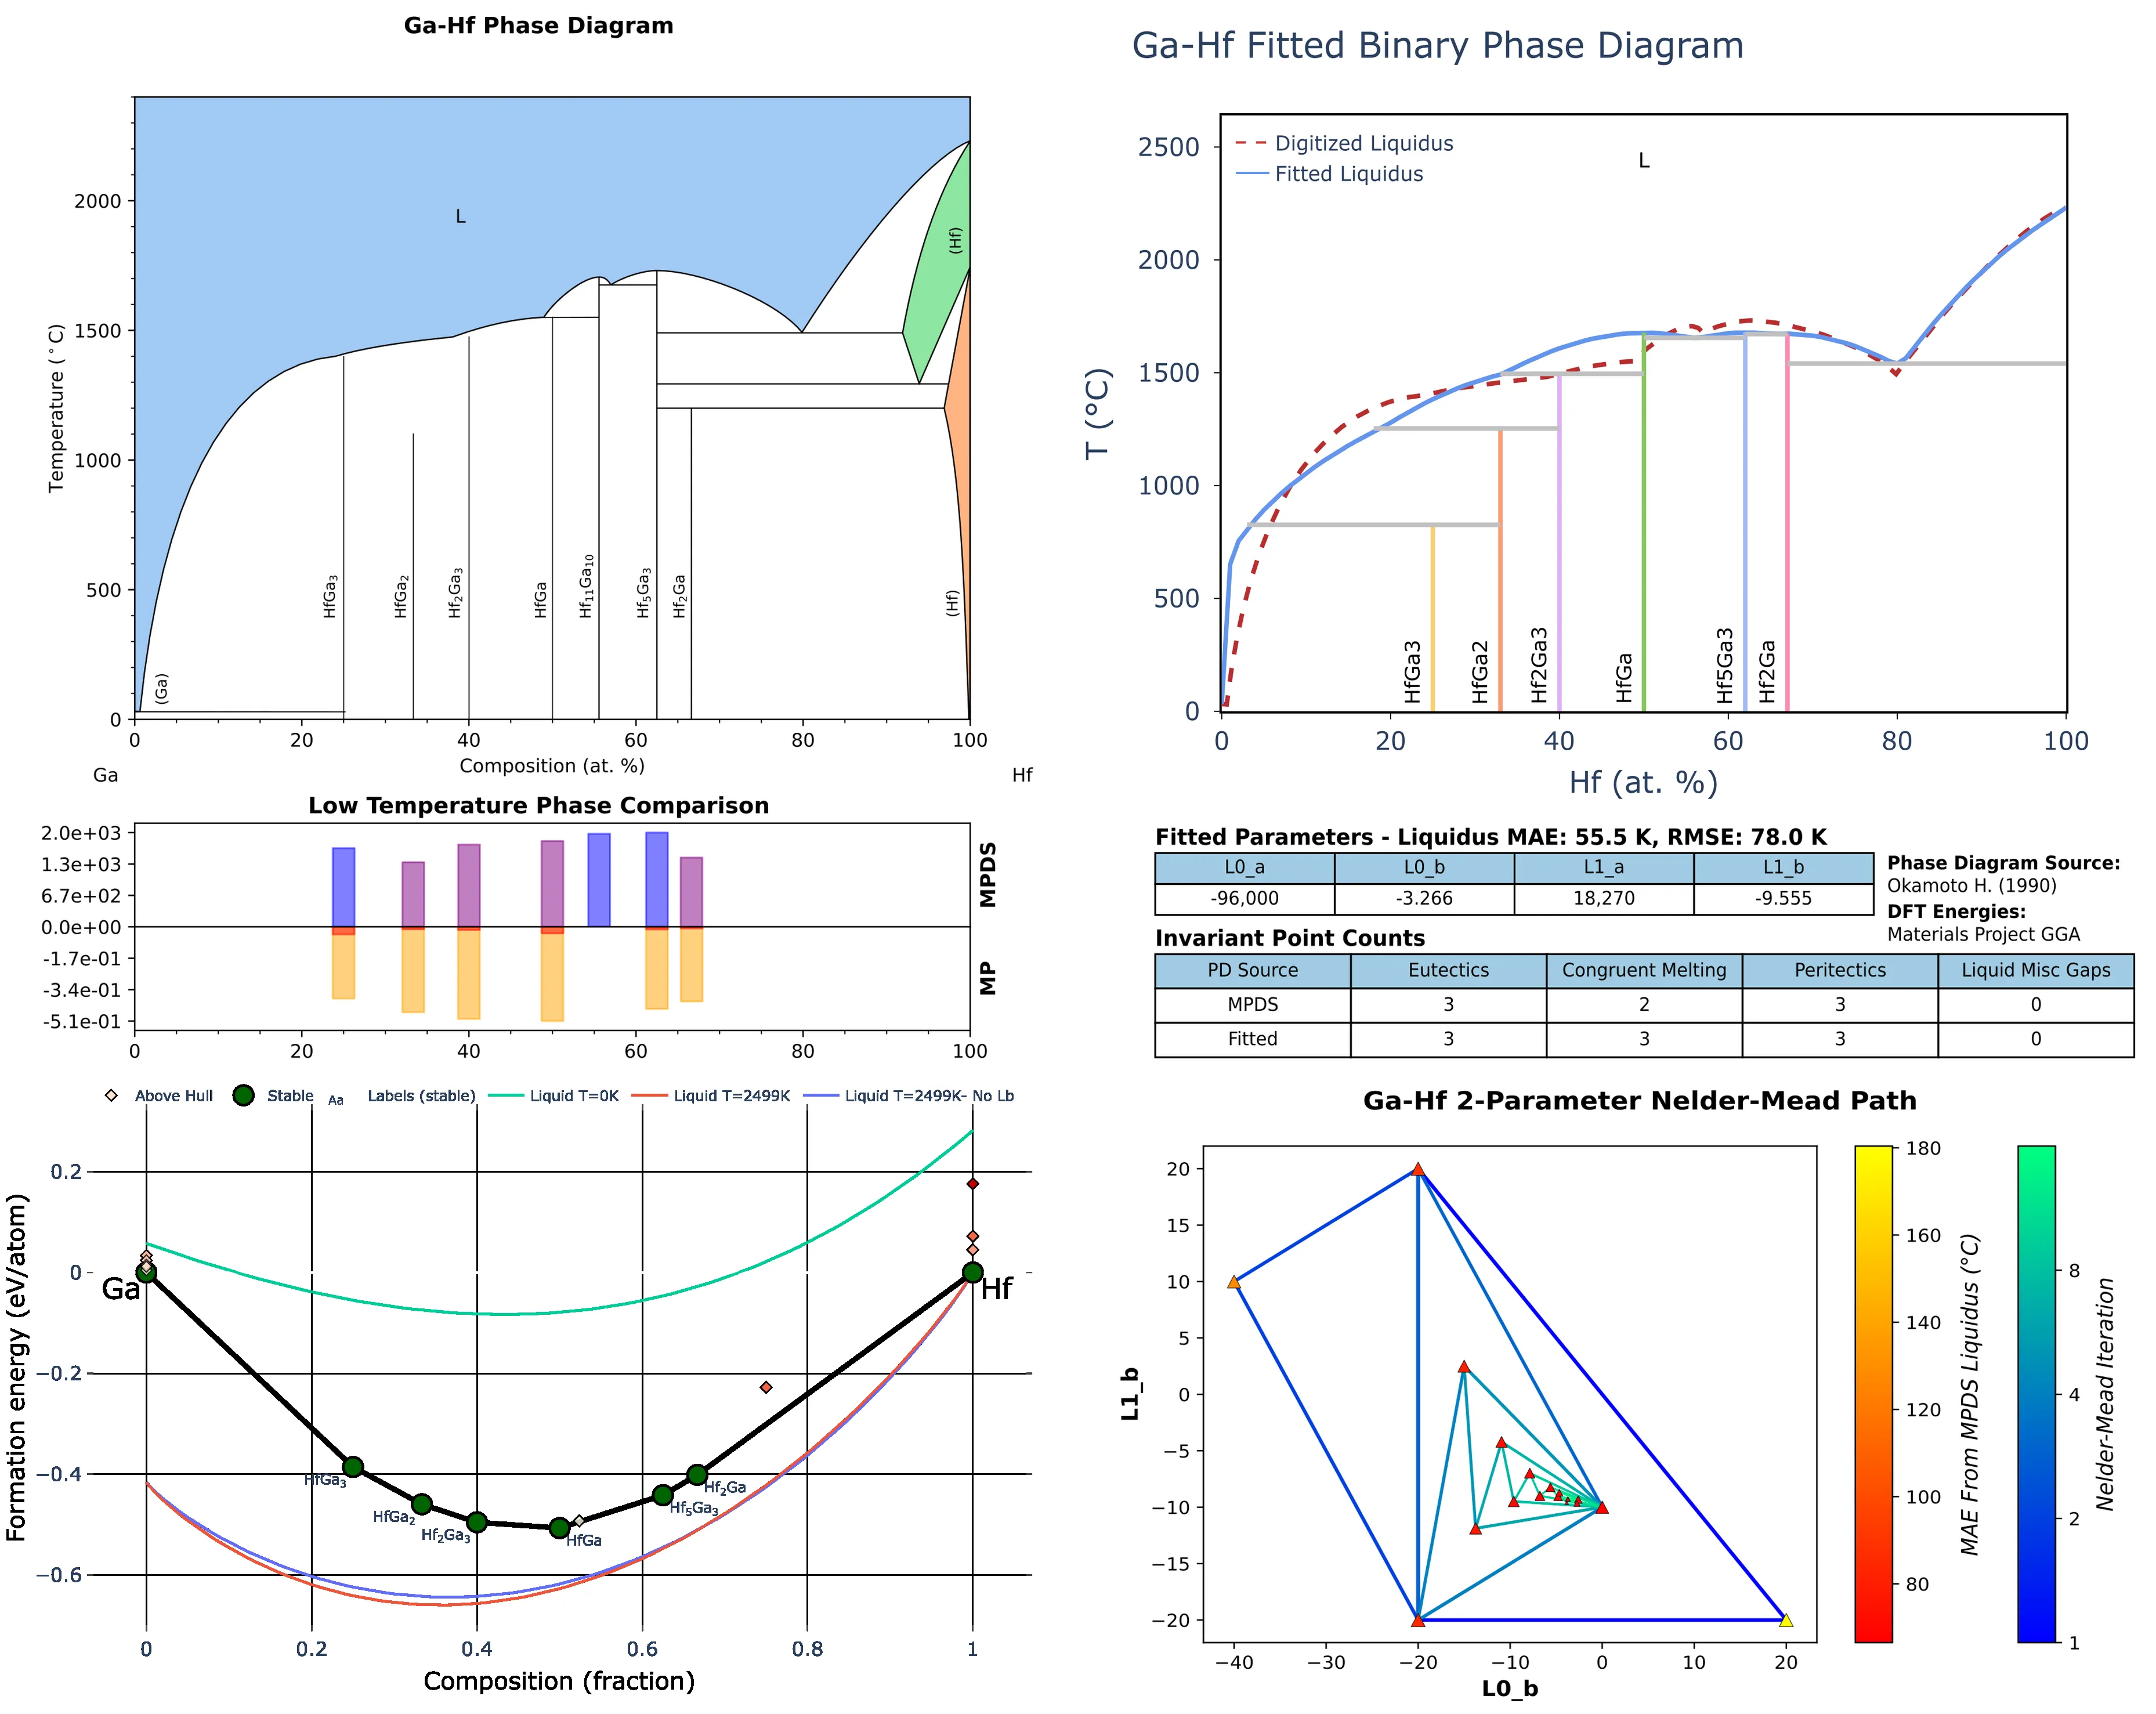 Ga-Hf Phase Diagram
Temperature (°C)
2000
1500
1000
500
0
L
(Hf)
(Hf)
(Ga)
HfGa₃
HfGa₂
Hf₂Ga₃
HfGa
Hf₁₁Ga₁₀
Hf₅Ga₃
Hf₂Ga
0 20 40 60 80 100
Composition (at. %)
Ga Hf
Low Temperature Phase Comparison
2.0e+03
1.3e+03
6.7e+02
0.0e+00
-1.7e-01
-3.4e-01
-5.1e-01
MPDS
MP
0 20 40 60 80 100
Above Hull Stable Aa Labels (stable) Liquid T=0K Liquid T=2499K Liquid T=2499K- No Lb
Formation energy (eV/atom)
0.2
0
−0.2
−0.4
−0.6
Ga
Hf
HfGa₃
HfGa₂
Hf₂Ga₃
HfGa
Hf₅Ga₃
Hf₂Ga
0 0.2 0.4 0.6 0.8 1
Composition (fraction)
Ga-Hf Fitted Binary Phase Diagram
Digitized Liquidus
Fitted Liquidus
L
T (°C)
2500
2000
1500
1000
500
0
HfGa3
HfGa2
Hf2Ga3
HfGa
Hf5Ga3
Hf2Ga
0 20 40 60 80 100
Hf (at. %)
Fitted Parameters - Liquidus MAE: 55.5 K, RMSE: 78.0 K
L0_a L0_b L1_a L1_b
-96,000 -3.266 18,270 -9.555
Phase Diagram Source:
Okamoto H. (1990)
DFT Energies:
Materials Project GGA
Invariant Point Counts
PD Source Eutectics Congruent Melting Peritectics Liquid Misc Gaps
MPDS 3 2 3 0
Fitted 3 3 3 0
Ga-Hf 2-Parameter Nelder-Mead Path
L1_b
20
15
10
5
0
−5
−10
−15
−20
−40 −30 −20 −10 0 10 20
L0_b
180
160
140
120
100
80
MAE From MPDS Liquidus (°C)
8
4
2
1
Nelder-Mead Iteration